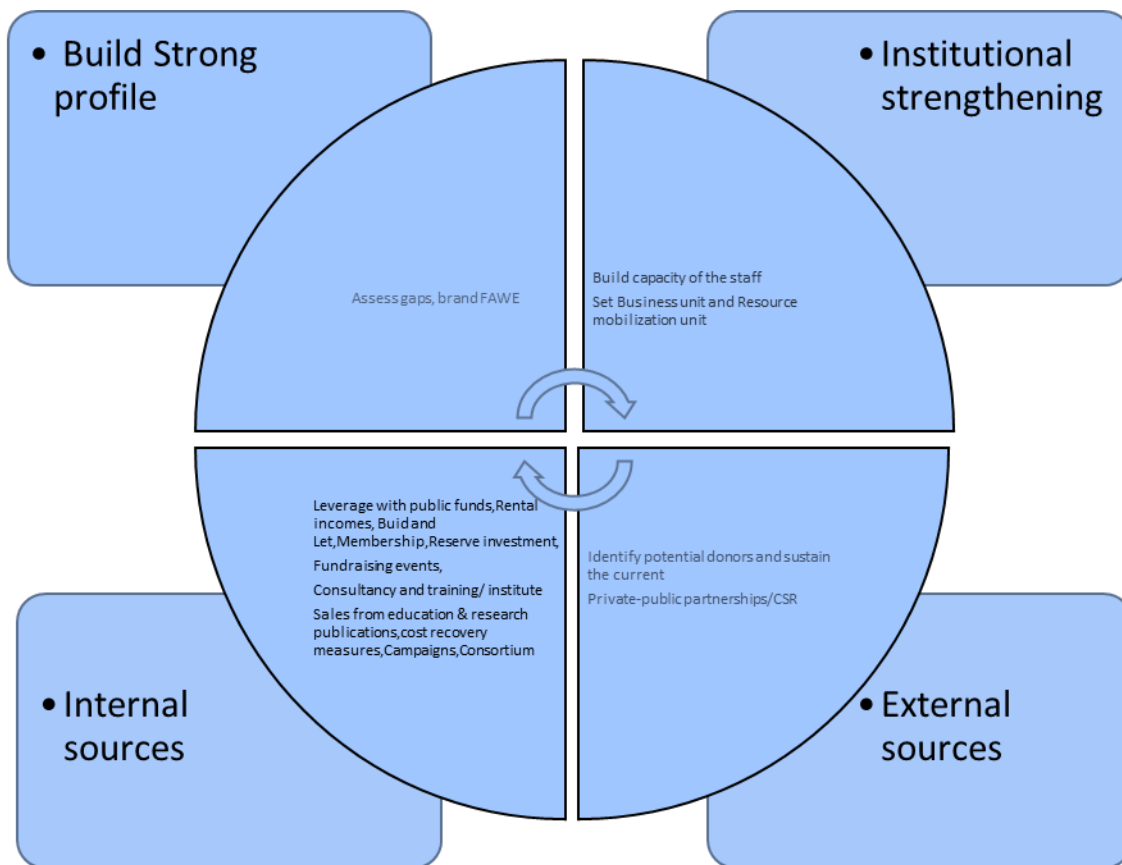 • Build Strong
profile
• Institutional
strengthening
Assess gaps, brand FAWE
Build capacity of the staff
Set Business unit and Resource
mobilization unit
Leverage with public funds,Rental
incomes, Buid and
Let,Membership,Reserve investment,
Fundraising events,
Consultancy and training/ institute
Sales from education & research
publications,cost recovery
measures,Campaigns,Consortium
Identify potential donors and sustain
the current
Private-public partnerships/CSR
• Internal
sources
• External
sources